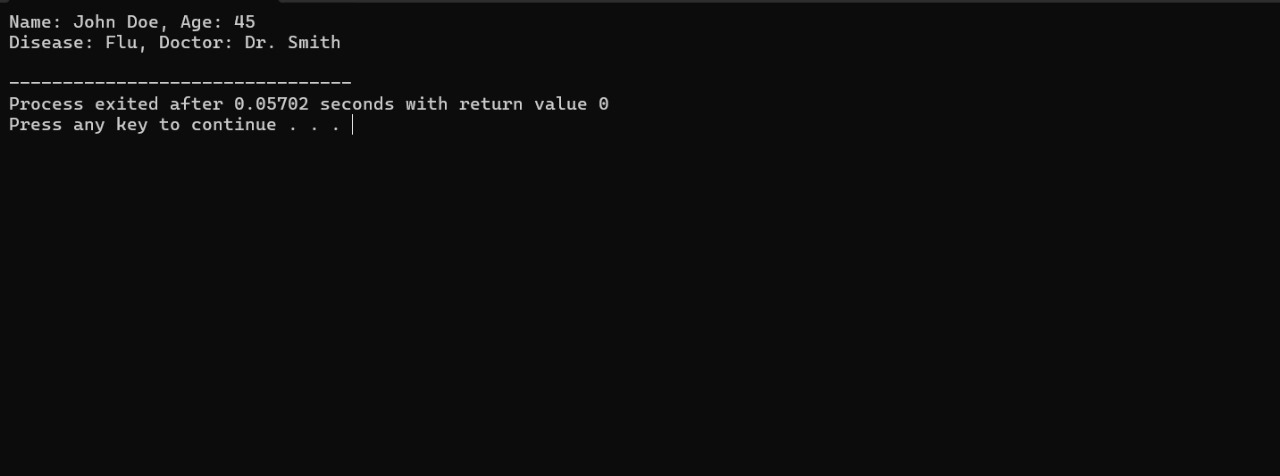 Name: John Doe, Age: 45
Disease: Flu, Doctor: Dr. Smith
--------------------------------
Process exited after 0.05702 seconds with return value 0
Press any key to continue . . .